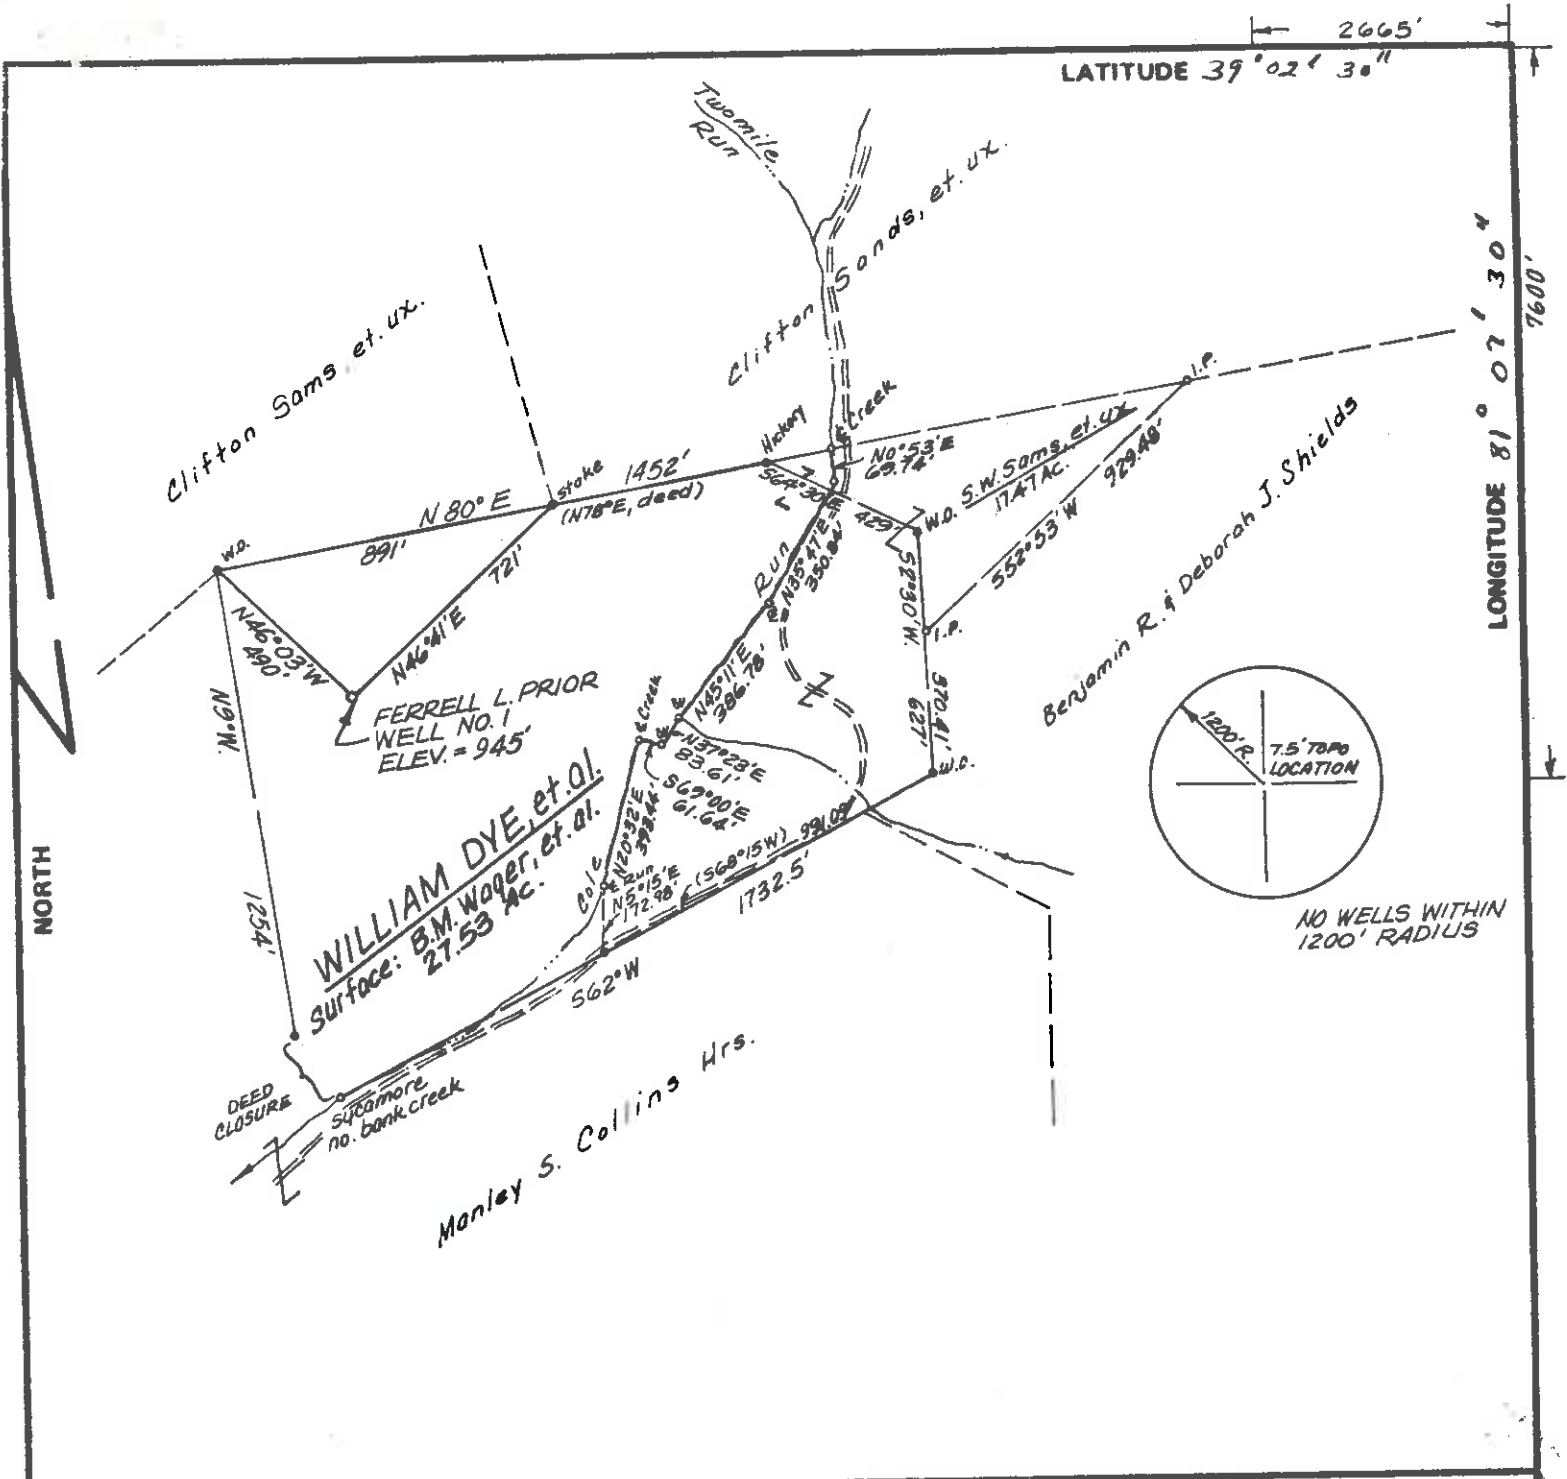 2665'
LATITUDE 39° 02' 30"
Twomile
Run
Clifton Sands, et. ux.
Clifton Sams et. ux.
LONGITUDE 81° 07' 30"
7600'
I.P.
Creek
Hickory
N0°53'E
69.74'
S64°30'E
429'
S.W. Sams, et. ux
17.47 Ac.
929.48'
S52°53'W
Benjamin R. & Deborah J. Shields
stake
1452'
(N78°E, deed)
N 80° E
891'
721'
N46°41'E
W.O.
N46°03'W
490'
W.O.
S2°30'W.
I.P.
370.41'
627'
W.O.
Run
N35°47'E
350.84'
N45°11'E
386.78'
N37°23'E
83.61'
S69°00'E
61.64'
¢ Creek
N20°32'E
393.44'
¢ Run
N5°15'E
172.98'
Cole
FERRELL L. PRIOR
WELL NO. 1
ELEV. = 945'
N9°W.
1254'
WILLIAM DYE, et. al.
Surface: B.M. Wager, et. al.
27.53 Ac.
(S68°15'W) 991.09'
1732.5'
S62°W
1200' R.
7.5' TOPO
LOCATION
NO WELLS WITHIN
1200' RADIUS
NORTH
DEED
CLOSURE
Sycamore
no. bank creek
Manley S. Collins Hrs.